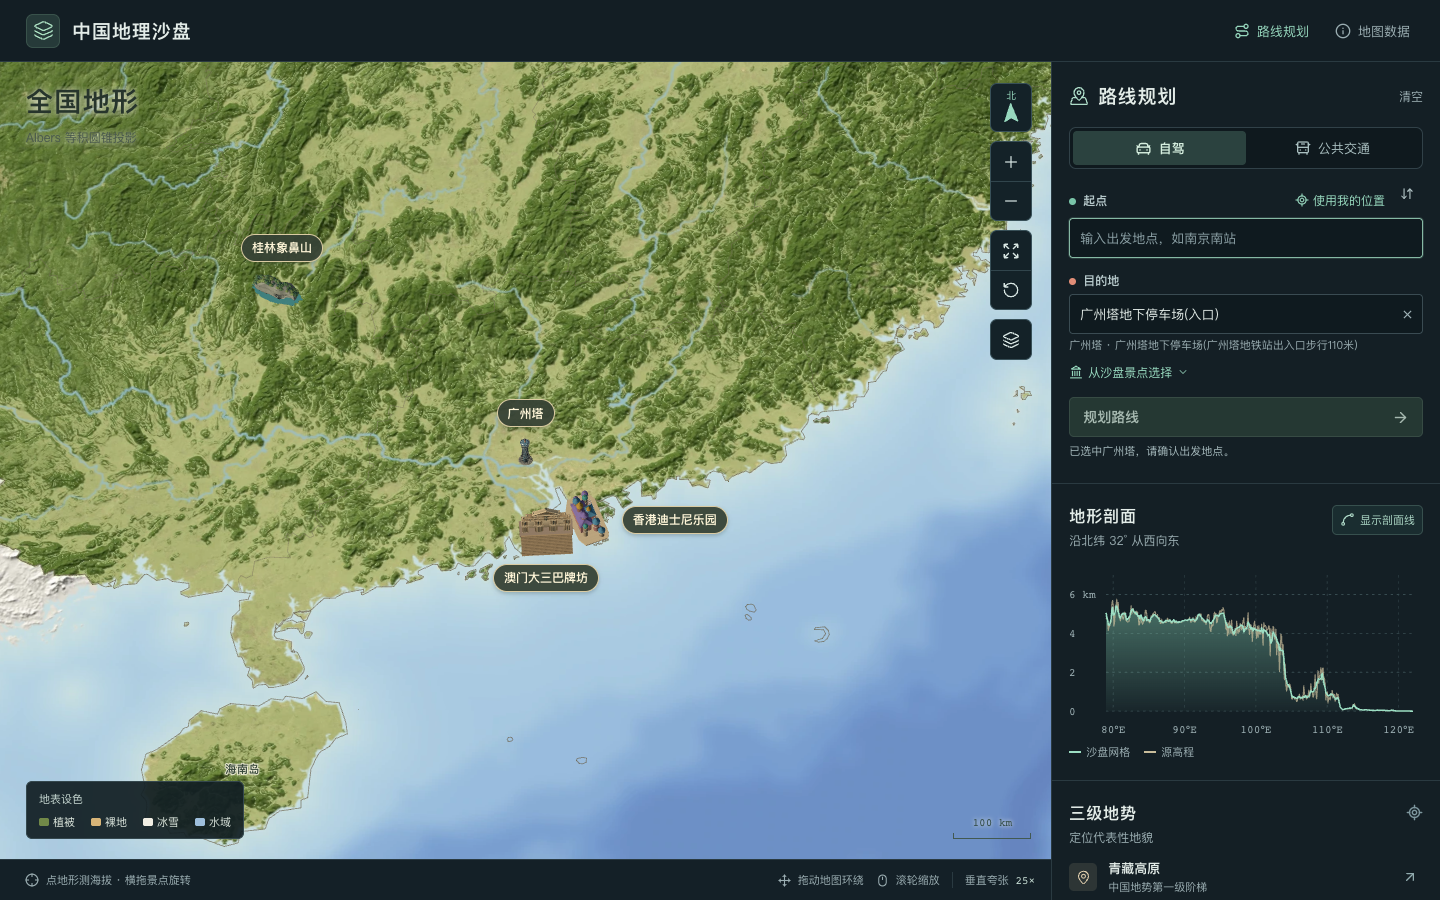 中国地理沙盘
路线规划
地图数据
全国地形
Albers 等积圆锥投影
北
桂林象鼻山
广州塔
香港迪士尼乐园
澳门大三巴牌坊
海南岛
地表设色
植被
裸地
冰雪
水域
100 km
点地形测海拔 · 横拖景点旋转
拖动地图环绕
滚轮缩放
垂直夸张 25×
路线规划
清空
自驾
公共交通
起点
使用我的位置
输入出发地点，如南京南站
目的地
广州塔地下停车场(入口)
广州塔 · 广州塔地下停车场(广州塔地铁站出入口步行110米)
从沙盘景点选择
规划路线
已选中广州塔，请确认出发地点。
地形剖面
显示剖面线
沿北纬 32° 从西向东
6 km
4
2
0
80°E 90°E 100°E 110°E 120°E
沙盘网格
源高程
三级地势
定位代表性地貌
青藏高原
中国地势第一级阶梯